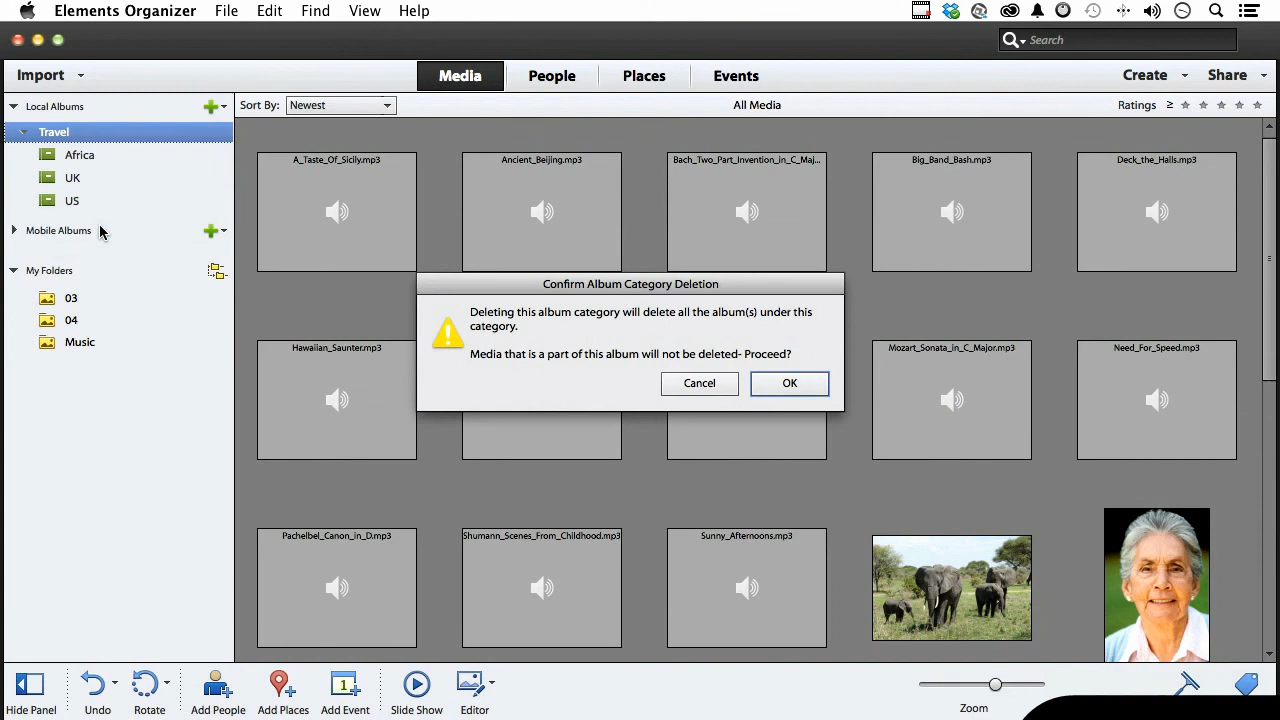 Elements Organizer File Edit Find View Help
Search
Import
Media People Places Events
Create Share
Local Albums
Sort By: Newest
All Media
Ratings ≥
Travel
Africa
UK
US
Mobile Albums
My Folders
03
04
Music
A_Taste_Of_Sicily.mp3
Ancient_Beijing.mp3
Bach_Two_Part_Invention_in_C_Maj...
Big_Band_Bash.mp3
Deck_the_Halls.mp3
Confirm Album Category Deletion
Deleting this album category will delete all the album(s) under this
category.
Media that is a part of this album will not be deleted- Proceed?
Cancel OK
Hawaiian_Saunter.mp3
Mozart_Sonata_in_C_Major.mp3
Need_For_Speed.mp3
Pachelbel_Canon_in_D.mp3
Shumann_Scenes_From_Childhood.mp3
Sunny_Afternoons.mp3
1
Hide Panel Undo Rotate Add People Add Places Add Event Slide Show Editor Zoom